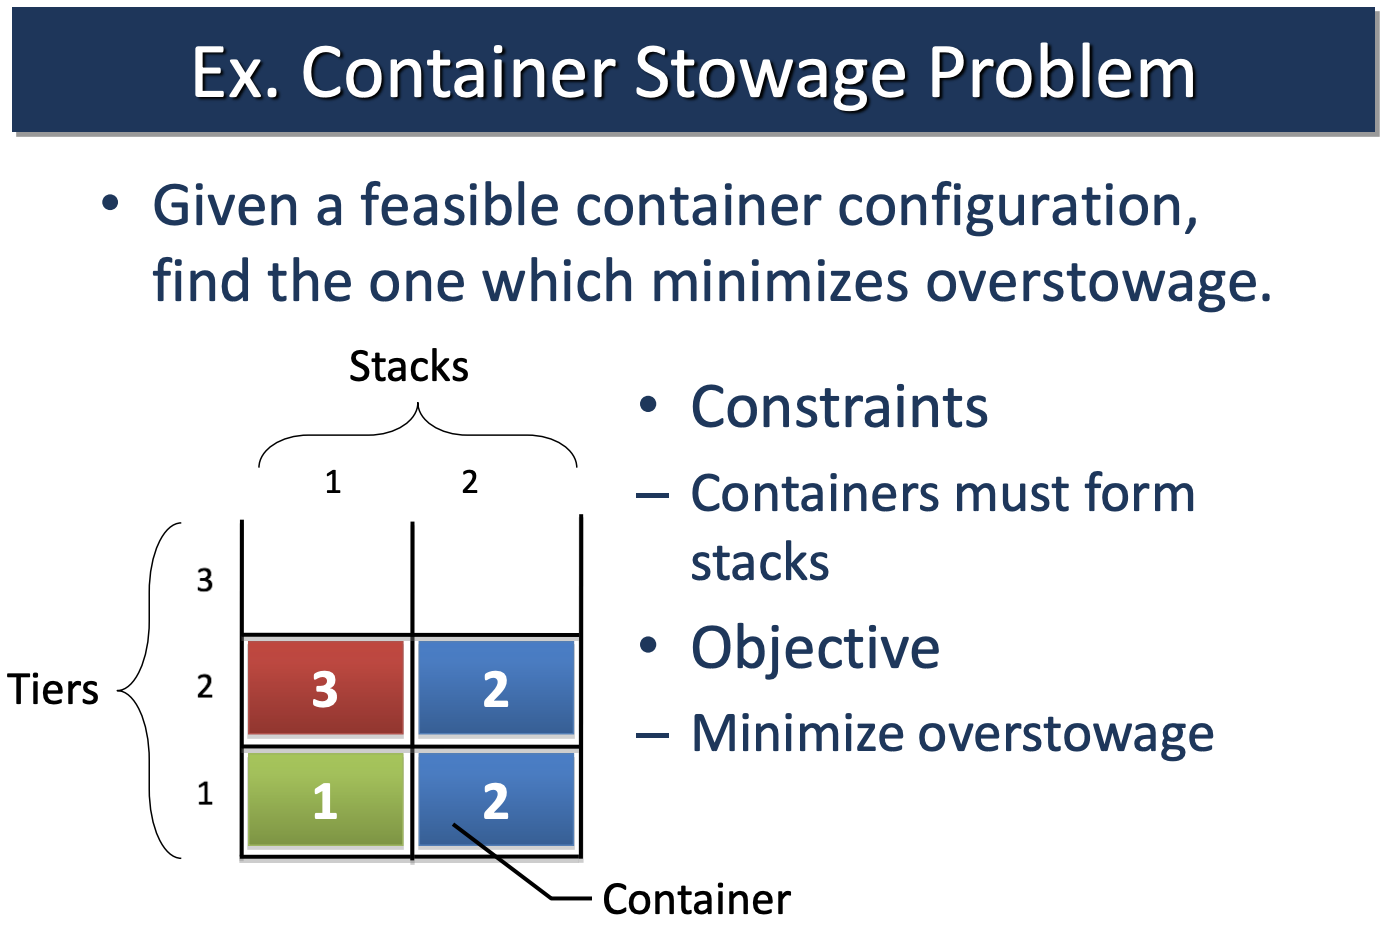 Ex. Container Stowage Problem
• Given a feasible container configuration,
find the one which minimizes overstowage.
Stacks
1 2
Tiers
3
2
1
3 2
1 2
Container
• Constraints
– Containers must form
stacks
• Objective
– Minimize overstowage